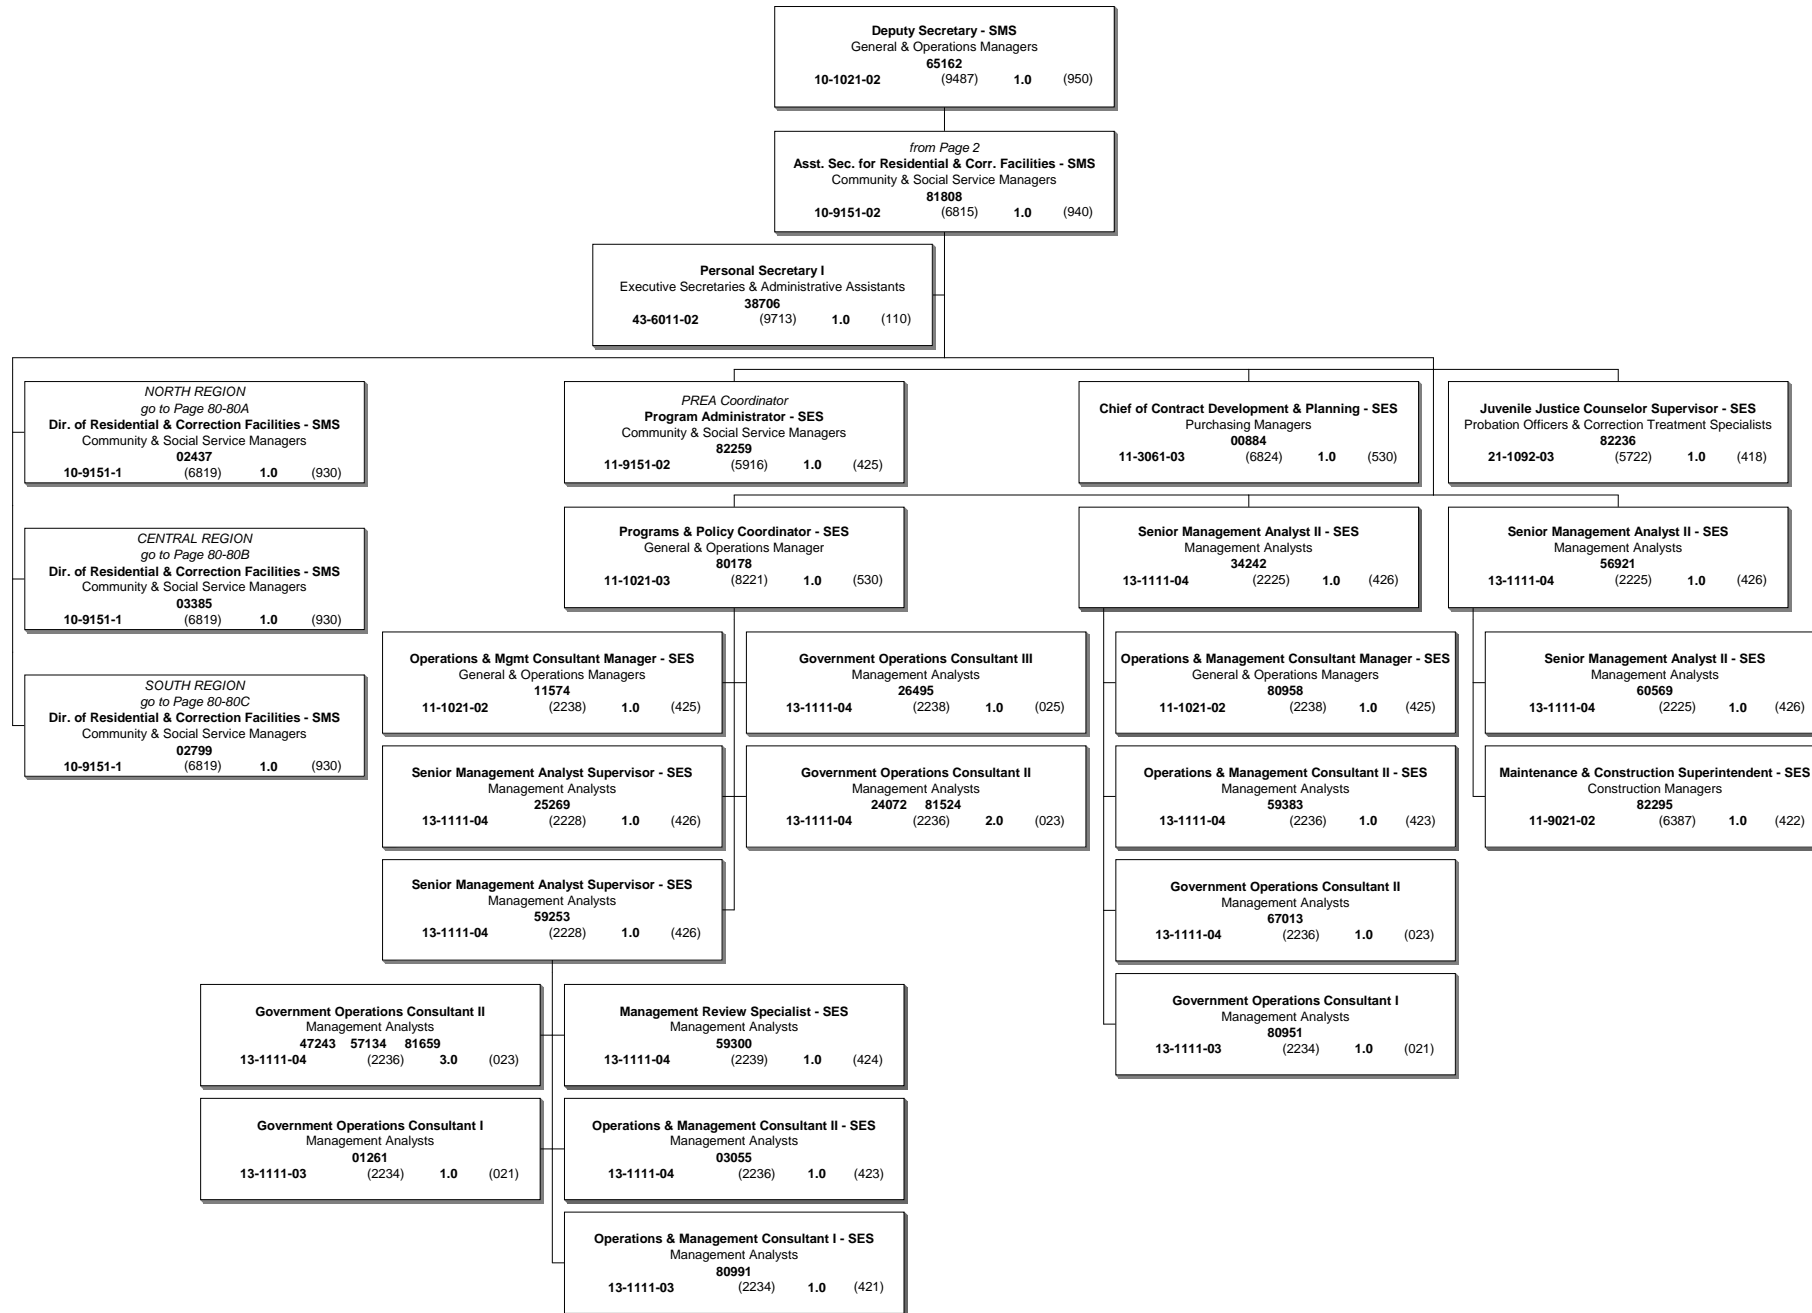 Deputy Secretary - SMS
General & Operations Managers
65162
10-1021-02 (9487) 1.0 (950)
from Page 2
Asst. Sec. for Residential & Corr. Facilities - SMS
Community & Social Service Managers
81808
10-9151-02 (6815) 1.0 (940)
Personal Secretary I
Executive Secretaries & Administrative Assistants
38706
43-6011-02 (9713) 1.0 (110)
NORTH REGION
go to Page 80-80A
Dir. of Residential & Correction Facilities - SMS
Community & Social Service Managers
02437
10-9151-1 (6819) 1.0 (930)
PREA Coordinator
Program Administrator - SES
Community & Social Service Managers
82259
11-9151-02 (5916) 1.0 (425)
Chief of Contract Development & Planning - SES
Purchasing Managers
00884
11-3061-03 (6824) 1.0 (530)
Juvenile Justice Counselor Supervisor - SES
Probation Officers & Correction Treatment Specialists
82236
21-1092-03 (5722) 1.0 (418)
CENTRAL REGION
go to Page 80-80B
Dir. of Residential & Correction Facilities - SMS
Community & Social Service Managers
03385
10-9151-1 (6819) 1.0 (930)
Programs & Policy Coordinator - SES
General & Operations Manager
80178
11-1021-03 (8221) 1.0 (530)
Senior Management Analyst II - SES
Management Analysts
34242
13-1111-04 (2225) 1.0 (426)
Senior Management Analyst II - SES
Management Analysts
56921
13-1111-04 (2225) 1.0 (426)
SOUTH REGION
go to Page 80-80C
Dir. of Residential & Correction Facilities - SMS
Community & Social Service Managers
02799
10-9151-1 (6819) 1.0 (930)
Operations & Mgmt Consultant Manager - SES
General & Operations Managers
11574
11-1021-02 (2238) 1.0 (425)
Government Operations Consultant III
Management Analysts
26495
13-1111-04 (2238) 1.0 (025)
Operations & Management Consultant Manager - SES
General & Operations Managers
80958
11-1021-02 (2238) 1.0 (425)
Senior Management Analyst II - SES
Management Analysts
60569
13-1111-04 (2225) 1.0 (426)
Senior Management Analyst Supervisor - SES
Management Analysts
25269
13-1111-04 (2228) 1.0 (426)
Government Operations Consultant II
Management Analysts
24072 81524
13-1111-04 (2236) 2.0 (023)
Operations & Management Consultant II - SES
Management Analysts
59383
13-1111-04 (2236) 1.0 (423)
Maintenance & Construction Superintendent - SES
Construction Managers
82295
11-9021-02 (6387) 1.0 (422)
Senior Management Analyst Supervisor - SES
Management Analysts
59253
13-1111-04 (2228) 1.0 (426)
Government Operations Consultant II
Management Analysts
67013
13-1111-04 (2236) 1.0 (023)
Government Operations Consultant II
Management Analysts
47243 57134 81659
13-1111-04 (2236) 3.0 (023)
Management Review Specialist - SES
Management Analysts
59300
13-1111-04 (2239) 1.0 (424)
Government Operations Consultant I
Management Analysts
80951
13-1111-03 (2234) 1.0 (021)
Government Operations Consultant I
Management Analysts
01261
13-1111-03 (2234) 1.0 (021)
Operations & Management Consultant II - SES
Management Analysts
03055
13-1111-04 (2236) 1.0 (423)
Operations & Management Consultant I - SES
Management Analysts
80991
13-1111-03 (2234) 1.0 (421)